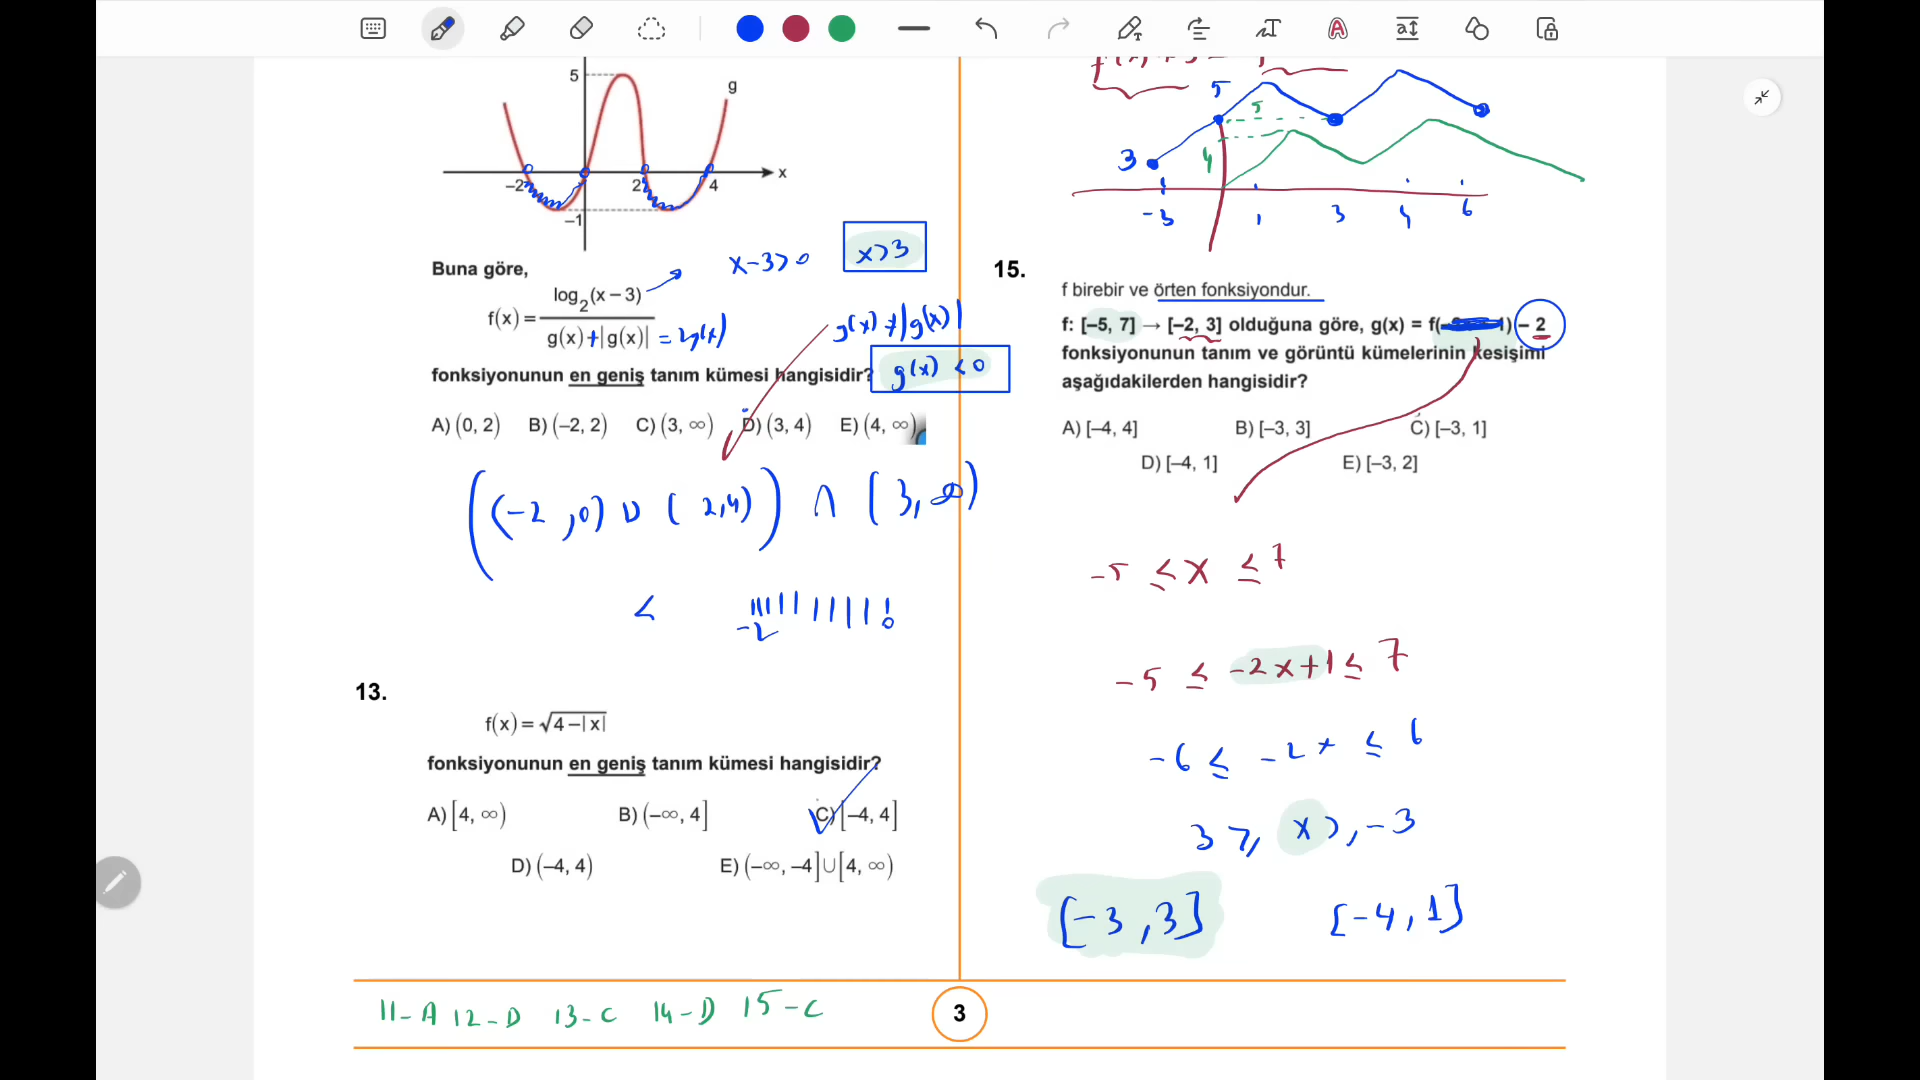 5
g
x
–2
2
4
–1
Buna göre,
x-3>0
x>3
f(x) = log₂(x – 3) / g(x)+|g(x)| = 2g(x)
g(x)+|g(x)|
g(x) < 0
fonksiyonunun en geniş tanım kümesi hangisidir?
A) (0, 2) B) (–2, 2) C) (3, ∞) D) (3, 4) E) (4, ∞)
((-2,0) ∪ (2,4)) ∩ (3,∞)
<
-2 0
13.
f(x) = √4 – |x|
fonksiyonunun en geniş tanım kümesi hangisidir?
A) [4, ∞) B) (–∞, 4] C) [–4, 4]
D) (–4, 4) E) (–∞, –4]∪[4, ∞)
5
5
3
4
-3 1 3 4 6
15.
f birebir ve örten fonksiyondur.
f: [–5, 7] → [–2, 3] olduğuna göre, g(x) = f( 1) – 2
fonksiyonunun tanım ve görüntü kümelerinin kesişimi
aşağıdakilerden hangisidir?
A) [–4, 4] B) [–3, 3] C) [–3, 1]
D) [–4, 1] E) [–3, 2]
-5 ≤ x ≤ 7
-5 ≤ -2x+1 ≤ 7
-6 ≤ -2x ≤ 6
3 ≥ x ≥ -3
[-3,3] [-4,1]
11-A 12-D 13-C 14-D 15-C
3